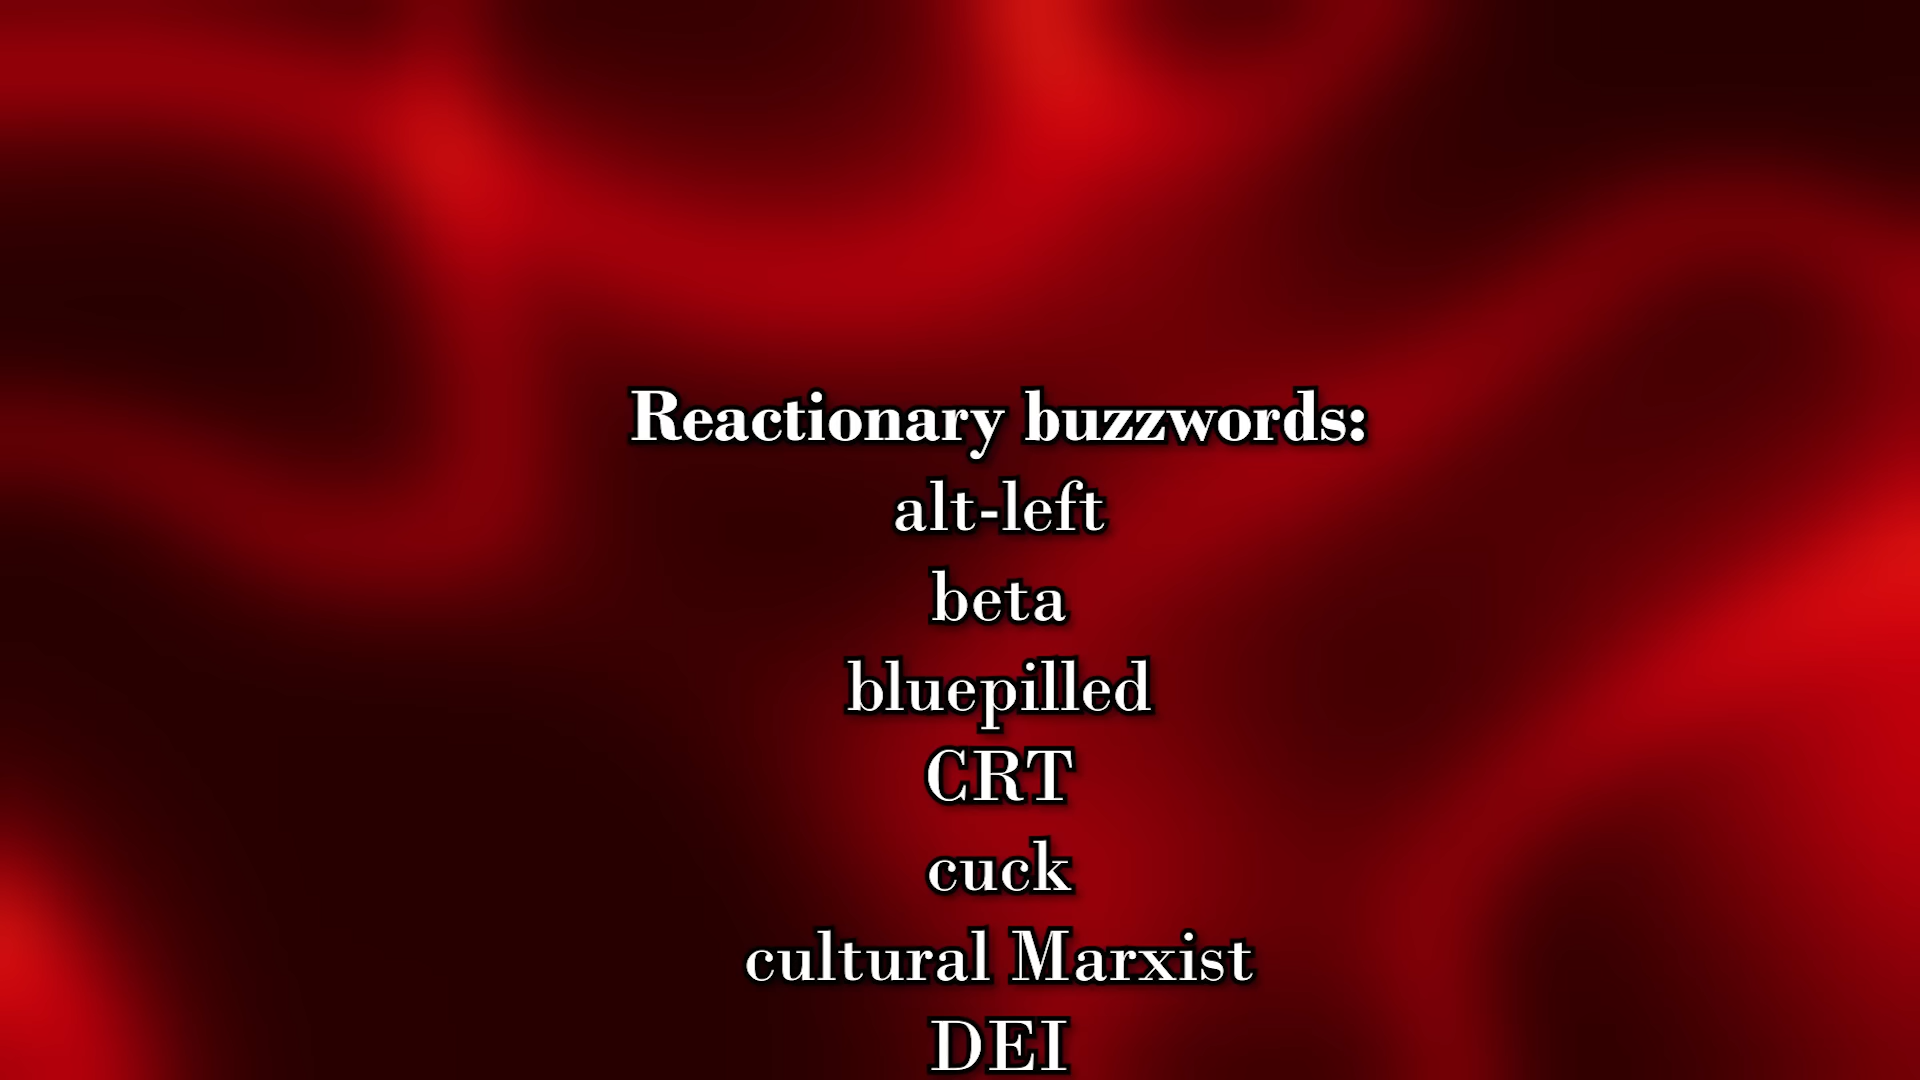 Reactionary buzzwords:
alt-left
beta
bluepilled
CRT
cuck
cultural Marxist
DEI